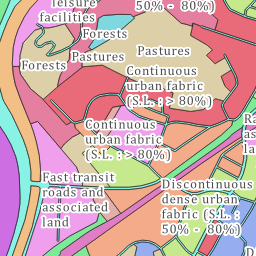 leisure
facilities
50% - 80%)
Forests
Pastures
Pastures
Forests
Continuous
urban fabric
(S.L. : > 80%)
Continuous
urban fabric
(S.L. : > 80%)
Fast transit
roads and
associated
land
Discontinuous
dense urban
fabric (S.L. :
50% - 80%)